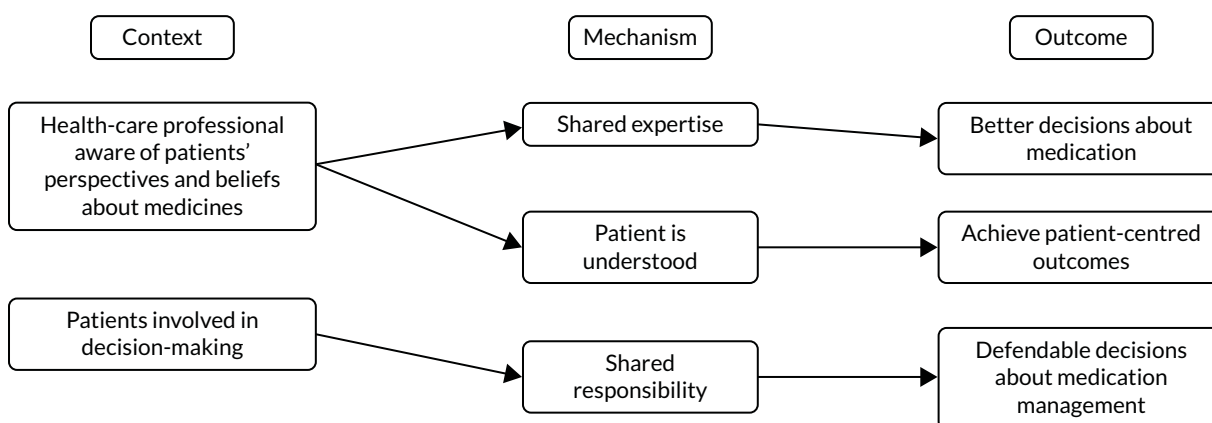 Context
Mechanism
Outcome
Health-care professional
aware of patients’
perspectives and beliefs
about medicines
Shared expertise
Better decisions about
medication
Patient is
understood
Achieve patient-centred
outcomes
Patients involved in
decision-making
Shared
responsibility
Defendable decisions
about medication
management